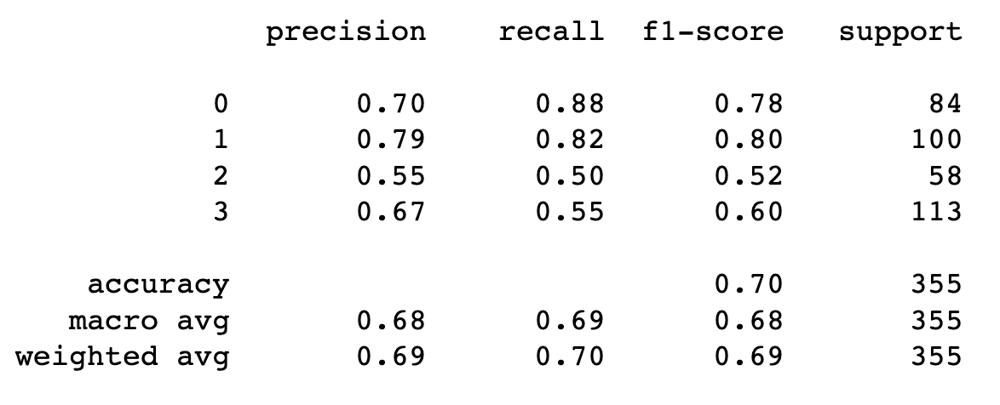 precision recall f1-score support
0 0.70 0.88 0.78 84
1 0.79 0.82 0.80 100
2 0.55 0.50 0.52 58
3 0.67 0.55 0.60 113
accuracy 0.70 355
macro avg 0.68 0.69 0.68 355
weighted avg 0.69 0.70 0.69 355